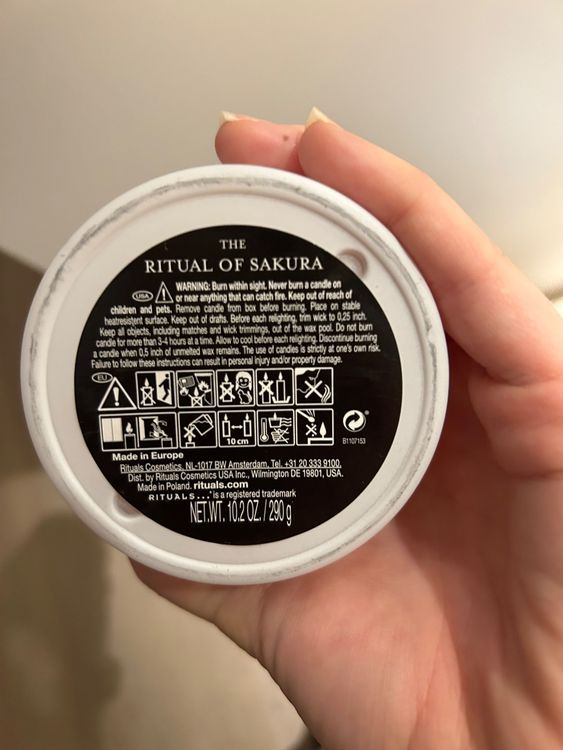 THE
RITUAL OF SAKURA
USA WARNING: Burn within sight. Never burn a candle on
or near anything that can catch fire. Keep out of reach of
children and pets. Remove candle from box before burning. Place on stable
heatresistent surface. Keep out of drafts. Before each relighting, trim wick to 0,25 inch.
Keep all objects, including matches and wick trimmings, out of the wax pool. Do not burn
candle for more than 3-4 hours at a time. Allow to cool before each relighting. Discontinue burning
a candle when 0,5 inch of unmelted wax remains. The use of candles is strictly at one's own risk.
Failure to follow these instructions can result in personal injury and/or property damage.
EU
10 cm
B1107153
Made in Europe
Rituals Cosmetics, NL-1017 BW Amsterdam, Tel. +31 20 333 9100.
Dist. by Rituals Cosmetics USA Inc., Wilmington DE 19801, USA.
Made in Poland. rituals.com
RITUALS...® is a registered trademark
NET.WT. 10.2 OZ. / 290 g